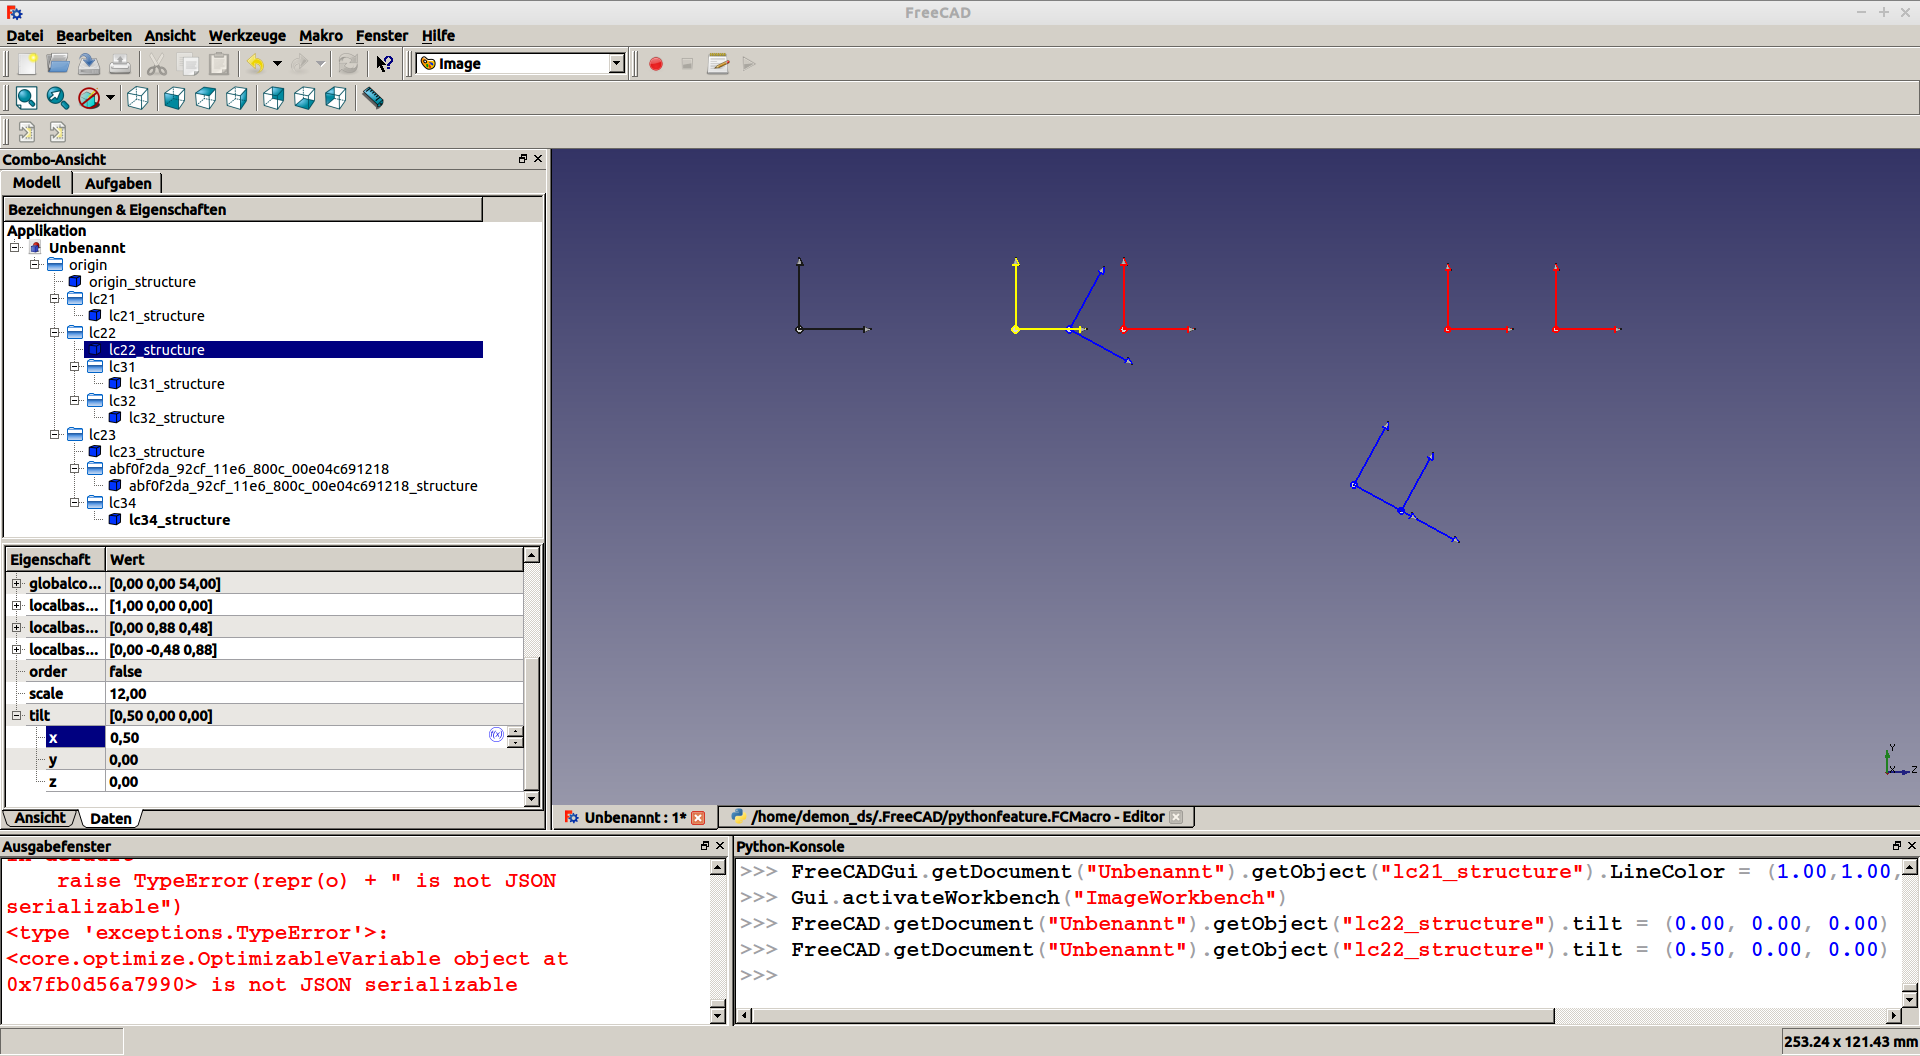 FreeCAD
Datei Bearbeiten Ansicht Werkzeuge Makro Fenster Hilfe
Image
Combo-Ansicht
Modell Aufgaben
Bezeichnungen & Eigenschaften
Applikation
Unbenannt
origin
origin_structure
lc21
lc21_structure
lc22
lc22_structure
lc31
lc31_structure
lc32
lc32_structure
lc23
lc23_structure
abf0f2da_92cf_11e6_800c_00e04c691218
abf0f2da_92cf_11e6_800c_00e04c691218_structure
lc34
lc34_structure
Eigenschaft Wert
globalco... [0,00 0,00 54,00]
localbas... [1,00 0,00 0,00]
localbas... [0,00 0,88 0,48]
localbas... [0,00 -0,48 0,88]
order false
scale 12,00
tilt [0,50 0,00 0,00]
x 0,50
y 0,00
z 0,00
Ansicht Daten
Y
X Z
Unbenannt : 1* /home/demon_ds/.FreeCAD/pythonfeature.FCMacro - Editor
Ausgabefenster
raise TypeError(repr(o) + " is not JSON
serializable")
<type 'exceptions.TypeError'>:
<core.optimize.OptimizableVariable object at
0x7fb0d56a7990> is not JSON serializable
Python-Konsole
>>> FreeCADGui.getDocument("Unbenannt").getObject("lc21_structure").LineColor = (1.00,1.00,
>>> Gui.activateWorkbench("ImageWorkbench")
>>> FreeCAD.getDocument("Unbenannt").getObject("lc22_structure").tilt = (0.00, 0.00, 0.00)
>>> FreeCAD.getDocument("Unbenannt").getObject("lc22_structure").tilt = (0.50, 0.00, 0.00)
>>>
253.24 x 121.43 mm